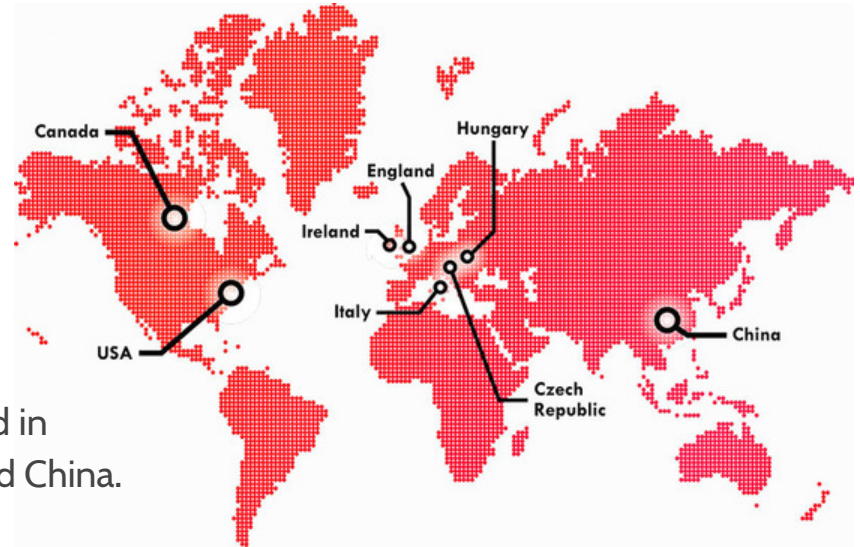 Canada
Hungary
England
Ireland
Italy
USA
China
Czech
Republic
in
China.